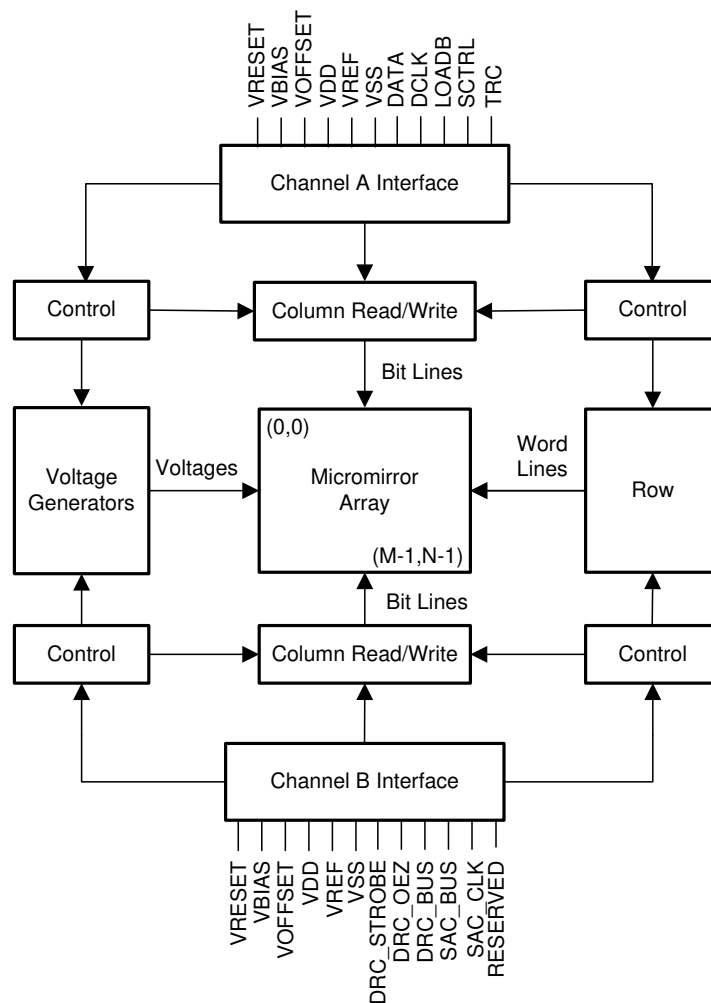 VRESET
VBIAS
VOFFSET
VDD
VREF
VSS
DATA
DCLK
LOADB
SCTRL
TRC
Channel A Interface
Control
Column Read/Write
Control
Bit Lines
(0,0)
Voltage
Generators
Voltages
Micromirror
Array
Word
Lines
Row
(M-1,N-1)
Bit Lines
Control
Column Read/Write
Control
Channel B Interface
VRESET
VBIAS
VOFFSET
VDD
VREF
VSS
DRC_STROBE
DRC_OEZ
DRC_BUS
SAC_BUS
SAC_CLK
RESERVED